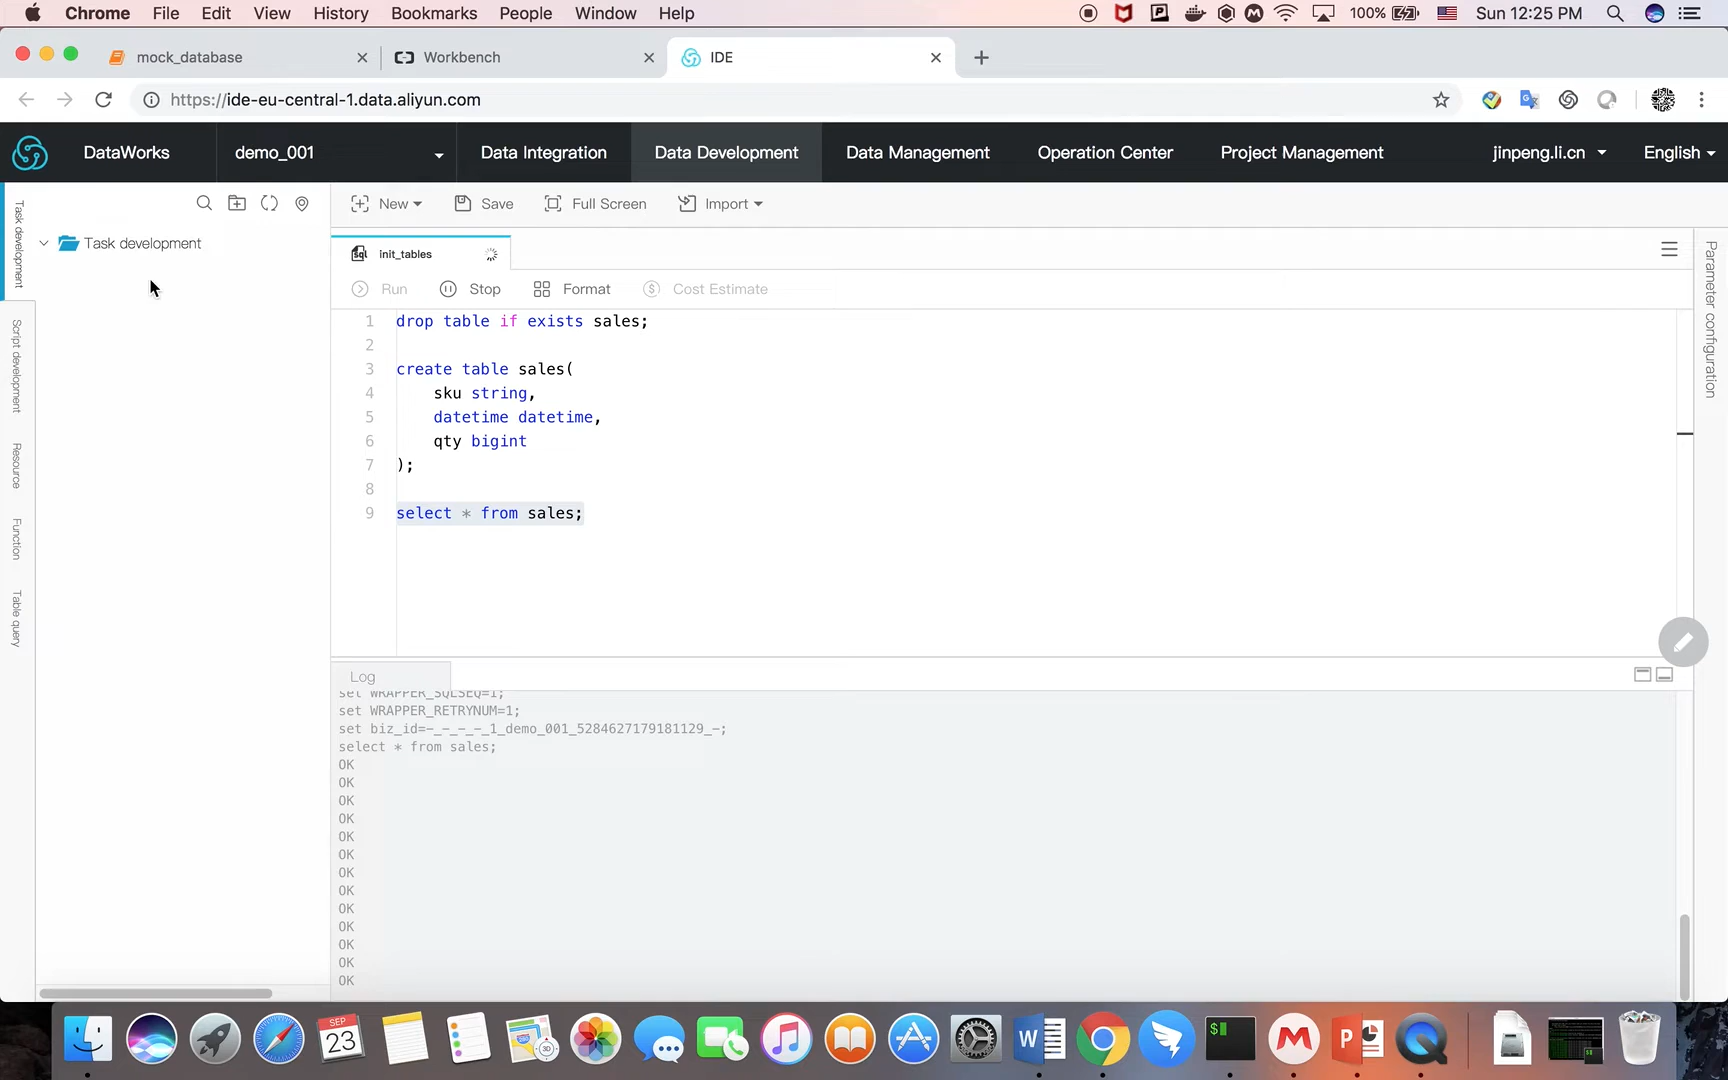 Chrome File Edit View History Bookmarks People Window Help 100% Sun 12:25 PM
mock_database Workbench IDE
https://ide-eu-central-1.data.aliyun.com
DataWorks demo_001 Data Integration Data Development Data Management Operation Center Project Management jinpeng.li.cn English
New Save Full Screen Import
Task development
Script development
Resource
Function
Table query
Task development
init_tables
Run Stop Format Cost Estimate
1 drop table if exists sales;
2
3 create table sales(
4 sku string,
5 datetime datetime,
6 qty bigint
7 );
8
9 select * from sales;
Parameter configuration
Log
set WRAPPER_SQLSEQ=1;
set WRAPPER_RETRYNUM=1;
set biz_id=-_-_-_-_1_demo_001_5284627179181129_-;
select * from sales;
OK
OK
OK
OK
OK
OK
OK
OK
OK
OK
OK
OK
OK
SEP
23